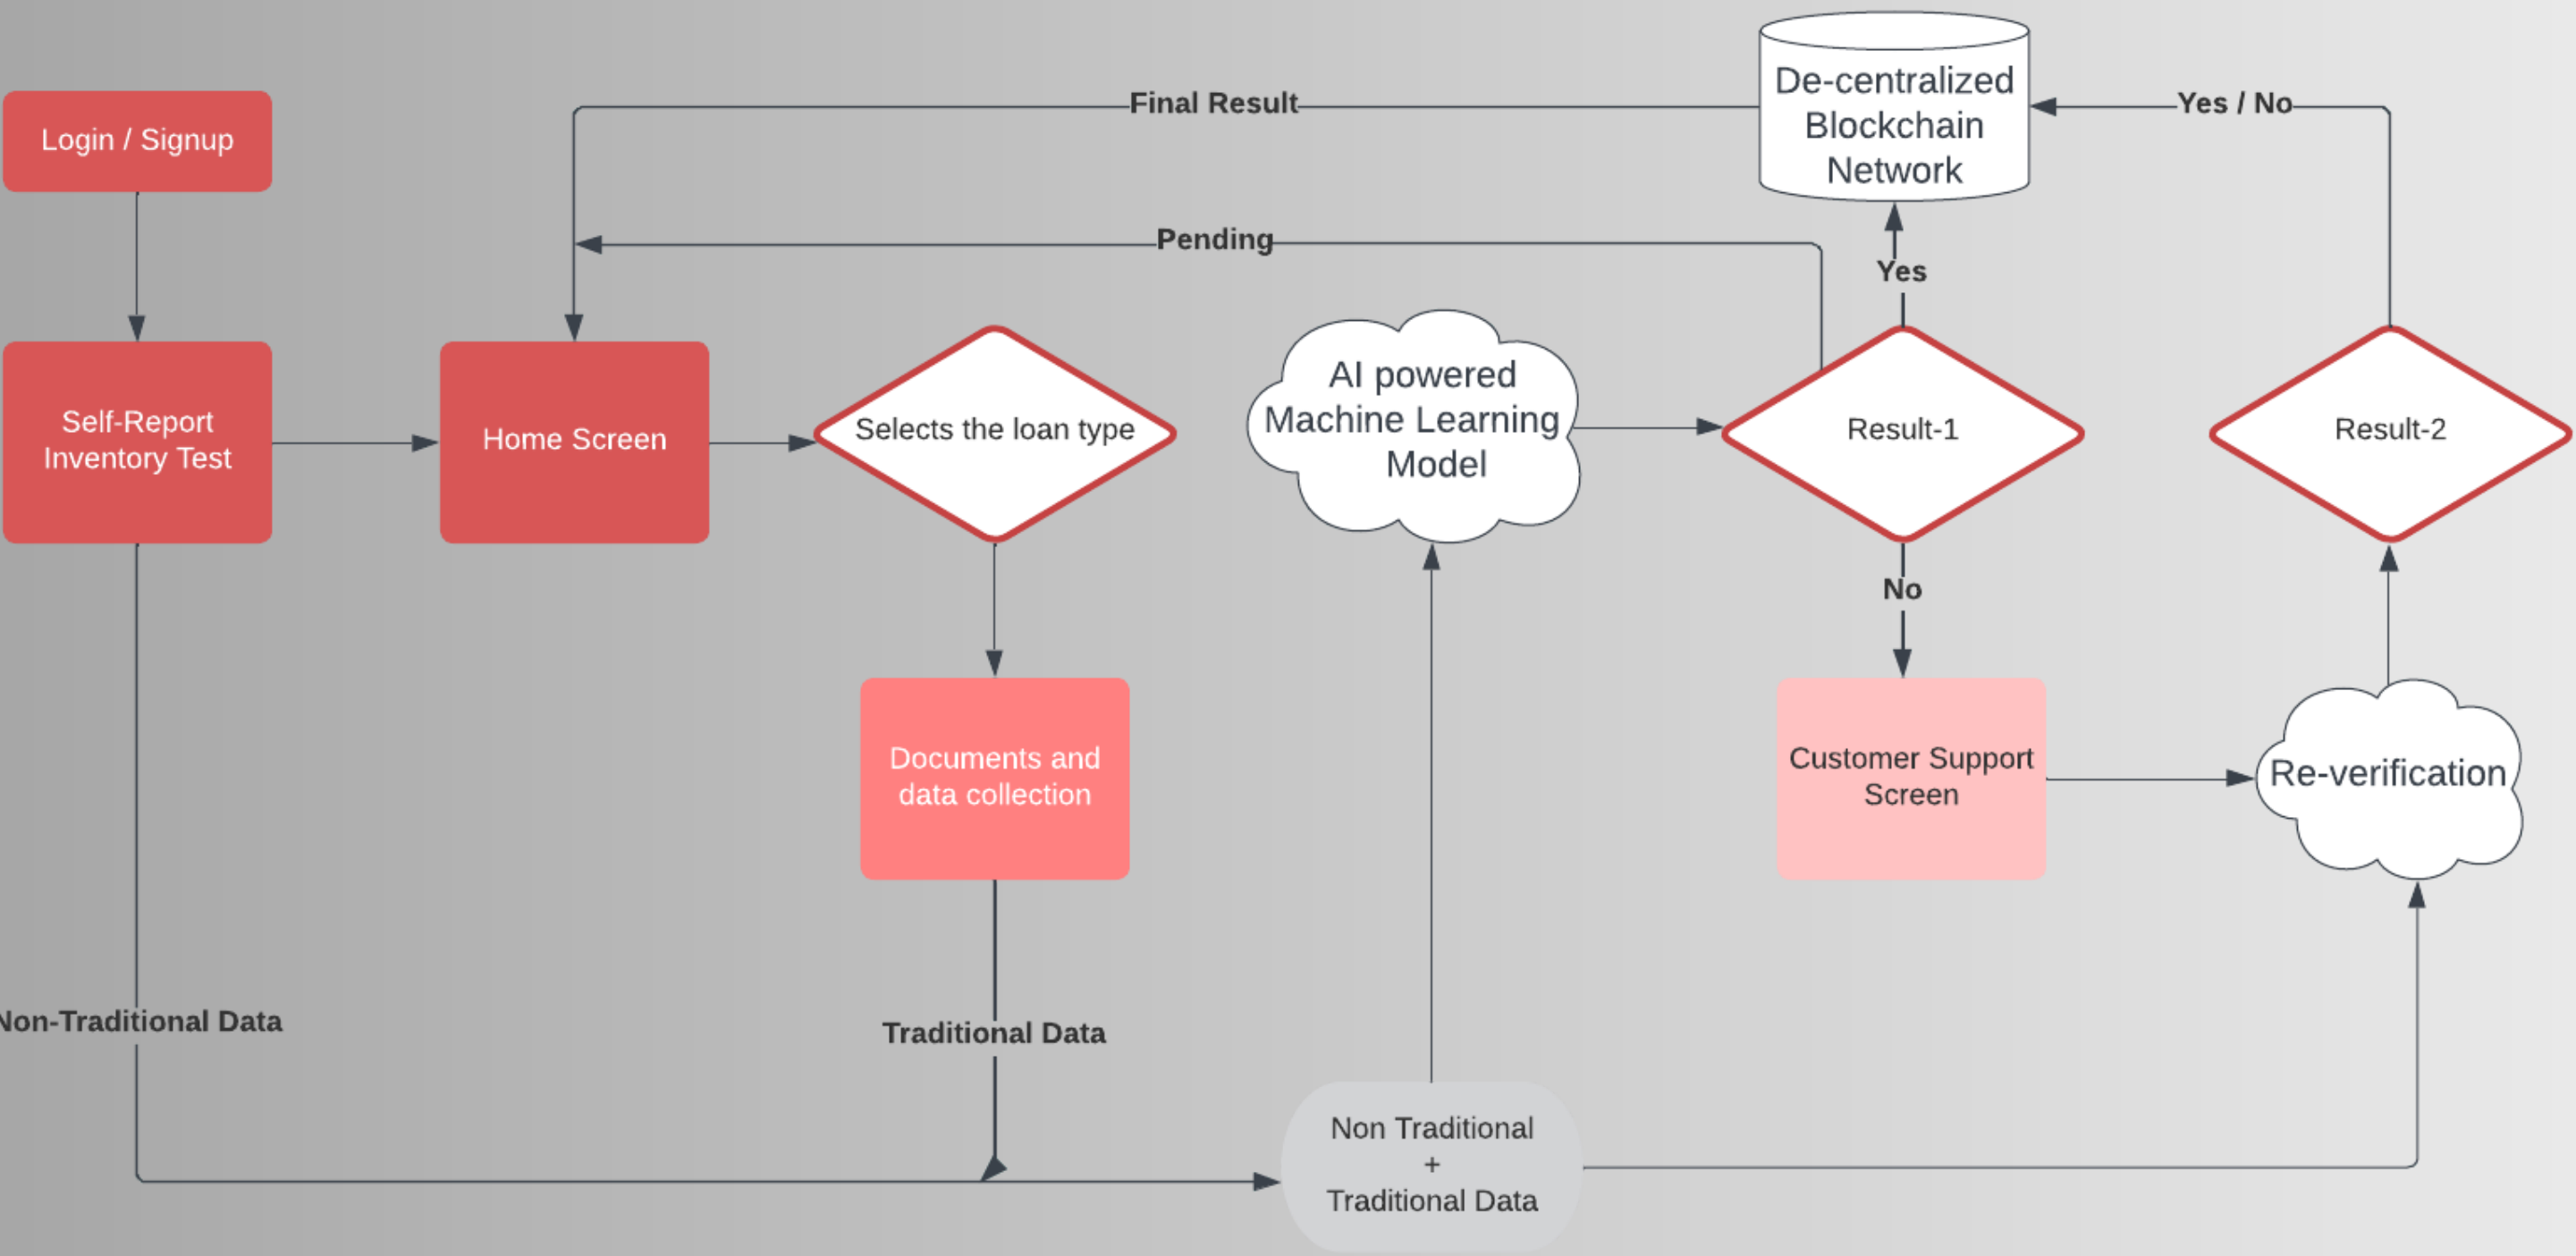 De-centralized
Blockchain
Network
Final Result
Yes / No
Login / Signup
Pending
Yes
Self-Report
Inventory Test
Home Screen
Selects the loan type
AI powered
Machine Learning
Model
Result-1
Result-2
No
Documents and
data collection
Customer Support
Screen
Re-verification
Non-Traditional Data
Traditional Data
Non Traditional
+
Traditional Data